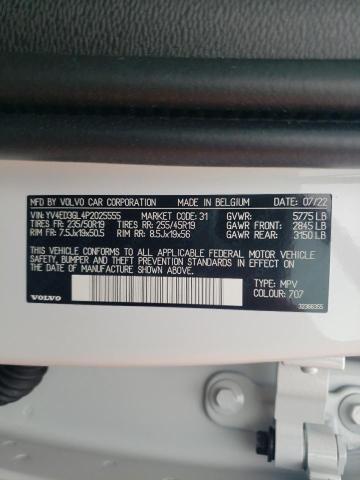 MFD BY VOLVO CAR CORPORATION MADE IN BELGIUM 07/22
VIN: YV4ED3GL4P2025555 MARKET CODE: 31 GVWR: 5775 LB
TIRES FR: 235/50R19 TIRES RR: 255/45R19 GAWR FRONT: 2845 LB
RIM FR: 7.5Jx19x50.5 RIM RR: 8.5Jx19x56 GAWR REAR: 3150 LB
THIS VEHICLE CONFORMS TO ALL APPLICABLE FEDERAL MOTOR VEHICLE
SAFETY, BUMPER AND THEFT PREVENTION STANDARDS IN EFFECT ON THE
DATE OF MANUFACTURE SHOWN ABOVE.
TYPE: MPV
COLOUR: 707
VOLVO
32366355